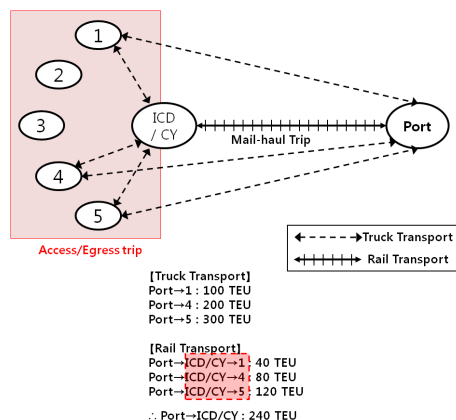 1
2
3
4
5
ICD
/ CY
Port
Mail-haul Trip
Access/Egress trip
Truck Transport
Rail Transport
【Truck Transport】
Port→1 : 100 TEU
Port→4 : 200 TEU
Port→5 : 300 TEU
【Rail Transport】
Port→ICD/CY→1 : 40 TEU
Port→ICD/CY→4 : 80 TEU
Port→ICD/CY→5 : 120 TEU
∴ Port→ICD/CY : 240 TEU